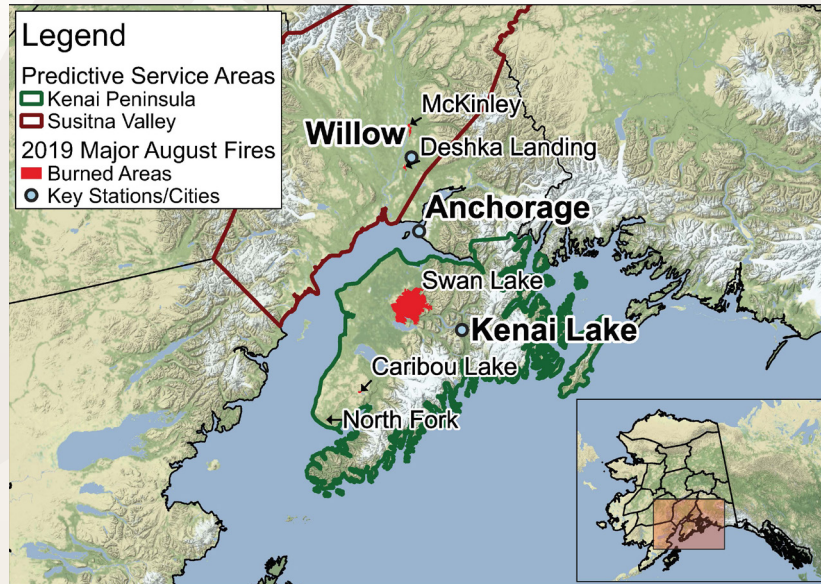 Legend
Predictive Service Areas
Kenai Peninsula
Susitna Valley
2019 Major August Fires
Burned Areas
Key Stations/Cities
McKinley
Willow
Deshka Landing
Anchorage
Swan Lake
Kenai Lake
Caribou Lake
North Fork